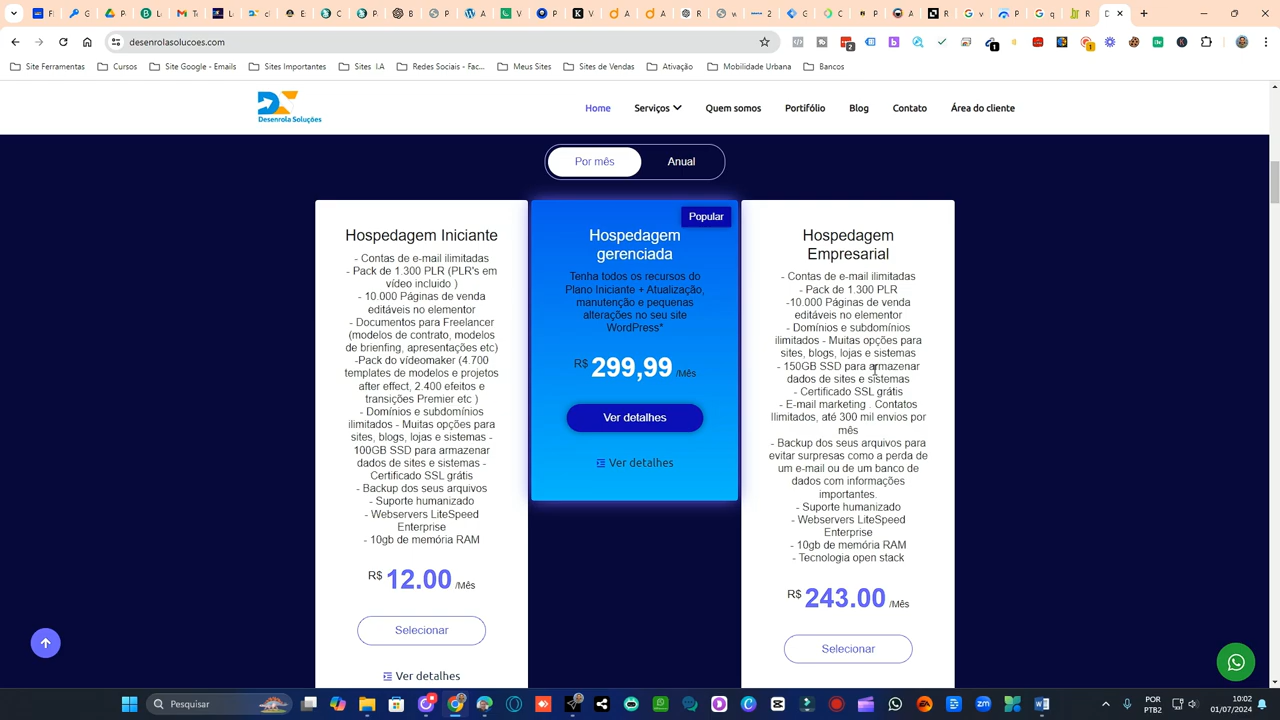 desenrolasolucoes.com
Site Ferramentas
Cursos
Site Google - Emails
Sites Importantes
Sites I.A
Redes Sociais - Fac...
Meus Sites
Sites de Vendas
Ativação
Mobilidade Urbana
Bancos
Desenrola Soluções
Home
Serviços
Quem somos
Portifólio
Blog
Contato
Área do cliente
Por mês
Anual
Hospedagem Iniciante
- Contas de e-mail ilimitadas
- Pack de 1.300 PLR (PLR's em
vídeo incluido )
- 10.000 Páginas de venda
editáveis no elementor
- Documentos para Freelancer
(modelos de contrato, modelos
de brienfing, apresentações etc)
-Pack do vídeomaker (4.700
templates de modelos e projetos
after effect, 2.400 efeitos e
transições Premier etc )
- Domínios e subdomínios
ilimitados - Muitas opções para
sites, blogs, lojas e sistemas -
100GB SSD para armazenar
dados de sites e sistemas -
Certificado SSL grátis
- Backup dos seus arquivos
- Suporte humanizado
- Webservers LiteSpeed
Enterprise
- 10gb de memória RAM
R$ 12.00 /Mês
Selecionar
Ver detalhes
Popular
Hospedagem
gerenciada
Tenha todos os recursos do
Plano Iniciante + Atualização,
manutenção e pequenas
alterações no seu site
WordPress*
R$ 299,99 /Mês
Ver detalhes
Ver detalhes
Hospedagem
Empresarial
- Contas de e-mail ilimitadas
- Pack de 1.300 PLR
-10.000 Páginas de venda
editáveis no elementor
- Domínios e subdomínios
ilimitados - Muitas opções para
sites, blogs, lojas e sistemas
- 150GB SSD para armazenar
dados de sites e sistemas
- Certificado SSL grátis
- E-mail marketing . Contatos
Ilimitados, até 300 mil envios por
mês
- Backup dos seus arquivos para
evitar surpresas como a perda de
um e-mail ou de um banco de
dados com informações
importantes.
- Suporte humanizado
- Webservers LiteSpeed
Enterprise
- 10gb de memória RAM
- Tecnologia open stack
R$ 243.00 /Mês
Selecionar
Pesquisar
POR
PTB2
10:02
01/07/2024